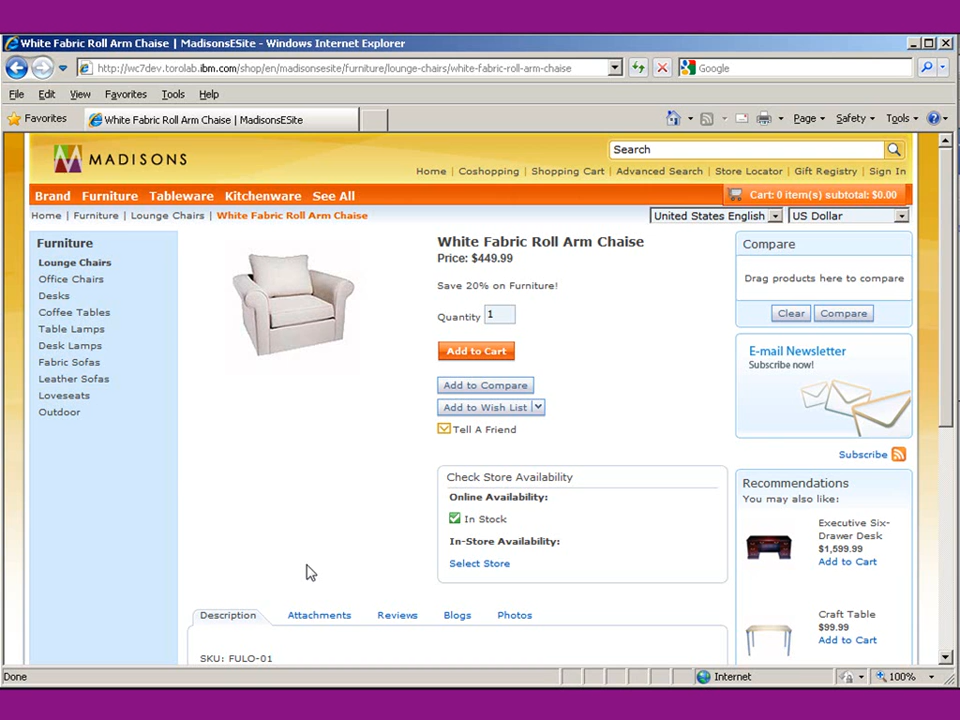 White Fabric Roll Arm Chaise | MadisonsESite - Windows Internet Explorer
http://wc7dev.torolab.ibm.com/shop/en/madisonsesite/furniture/lounge-chairs/white-fabric-roll-arm-chaise
Google
File Edit View Favorites Tools Help
Favorites White Fabric Roll Arm Chaise | MadisonsESite Page Safety Tools
MADISONS
Search
Home | Coshopping | Shopping Cart | Advanced Search | Store Locator | Gift Registry | Sign In
Brand Furniture Tableware Kitchenware See All
Cart: 0 item(s) subtotal: $0.00
Home | Furniture | Lounge Chairs | White Fabric Roll Arm Chaise
United States English US Dollar
Furniture
Lounge Chairs
Office Chairs
Desks
Coffee Tables
Table Lamps
Desk Lamps
Fabric Sofas
Leather Sofas
Loveseats
Outdoor
White Fabric Roll Arm Chaise
Price: $449.99
Save 20% on Furniture!
Quantity 1
Add to Cart
Add to Compare
Add to Wish List
Tell A Friend
Check Store Availability
Online Availability:
In Stock
In-Store Availability:
Select Store
Description Attachments Reviews Blogs Photos
SKU: FULO-01
Compare
Drag products here to compare
Clear Compare
E-mail Newsletter
Subscribe now!
Subscribe
Recommendations
You may also like:
Executive Six-
Drawer Desk
$1,599.99
Add to Cart
Craft Table
$99.99
Add to Cart
Done Internet 100%